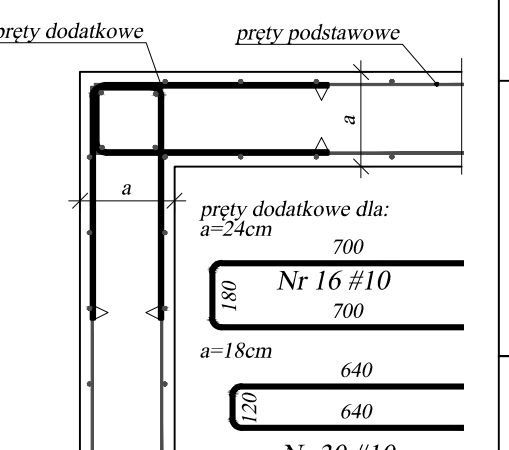 pręty dodatkowe
pręty podstawowe
a
a
pręty dodatkowe dla:
a=24cm
700
Nr 16 #10
180
700
a=18cm
640
120
640